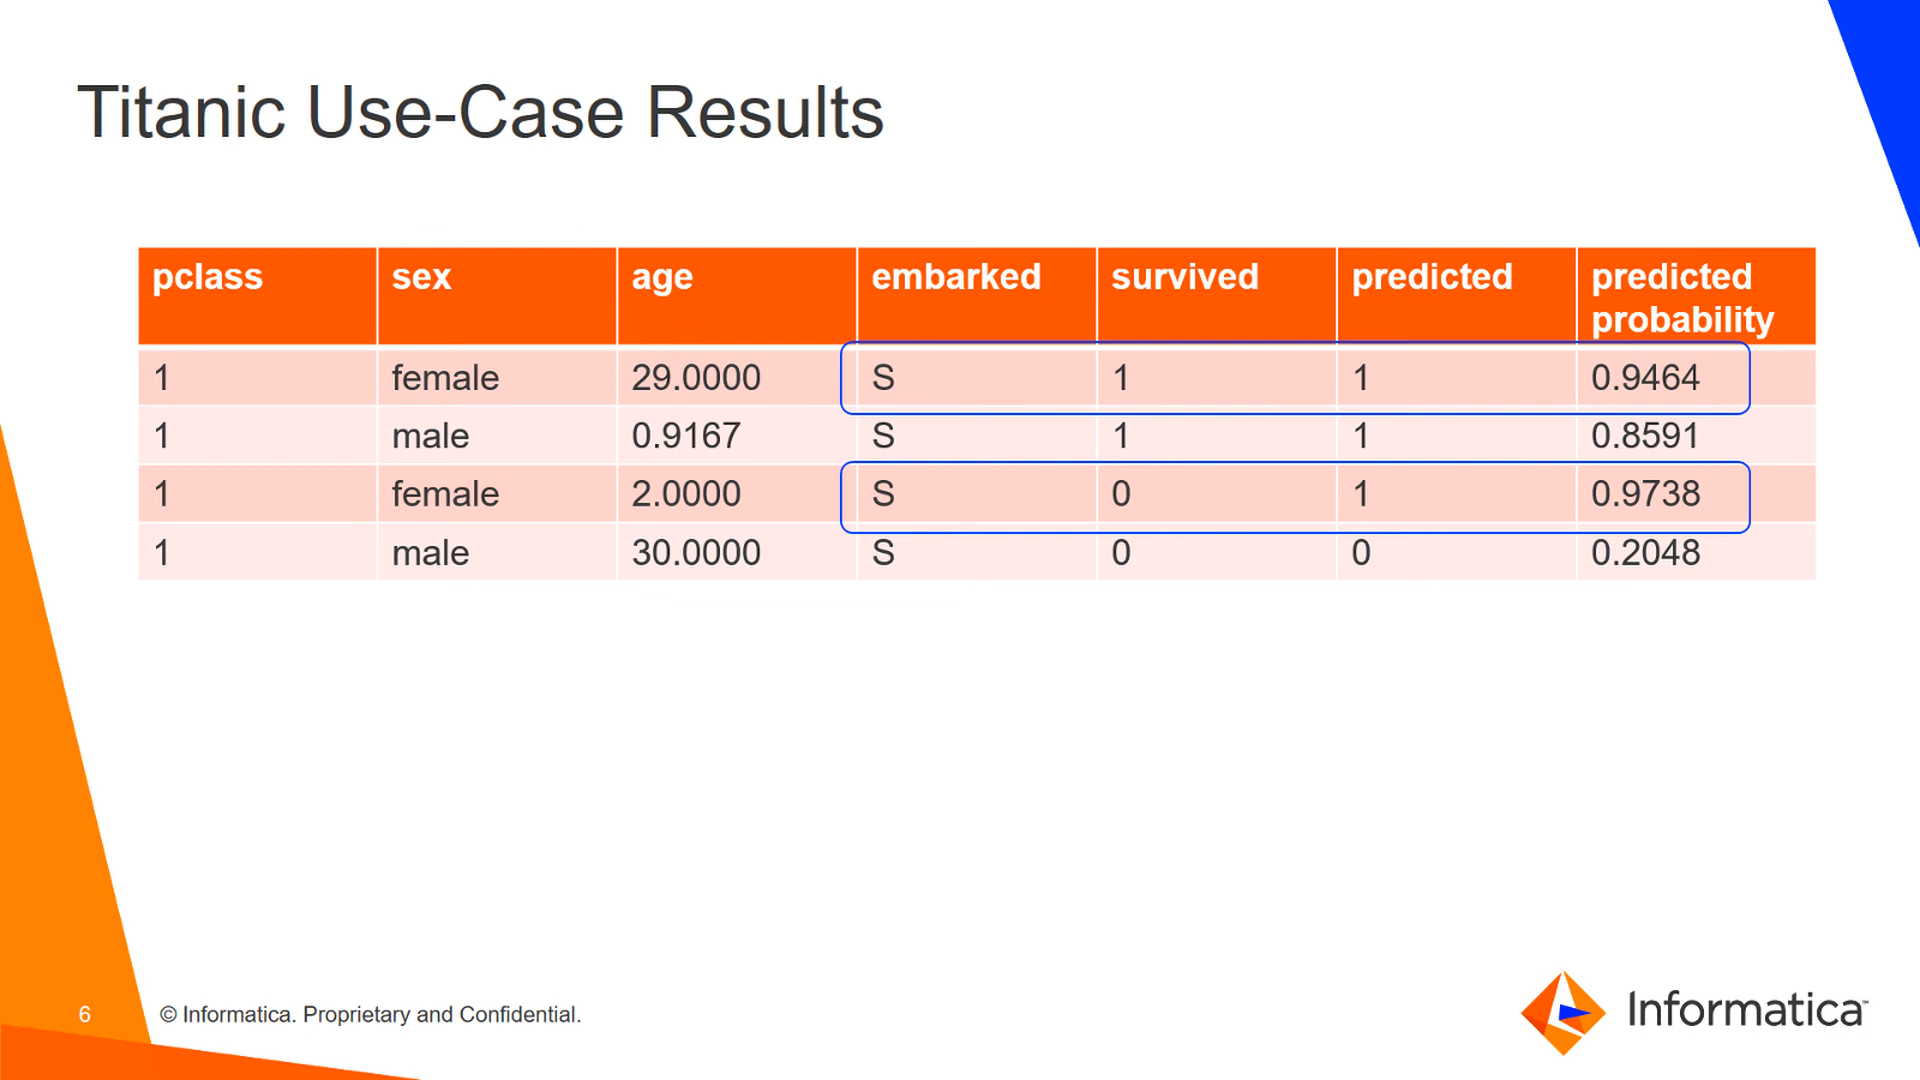 Titanic Use-Case Results
pclass sex age embarked survived predicted predicted probability
1 female 29.0000 S 1 1 0.9464
1 male 0.9167 S 1 1 0.8591
1 female 2.0000 S 0 1 0.9738
1 male 30.0000 S 0 0 0.2048
6 © Informatica. Proprietary and Confidential.
Informatica™